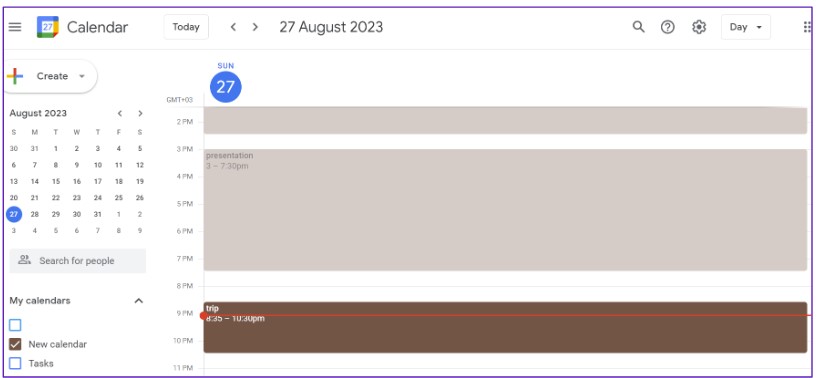 27 Calendar Today 27 August 2023 Day
Create
August 2023
S M T W T F S
30 31 1 2 3 4 5
6 7 8 9 10 11 12
13 14 15 16 17 18 19
20 21 22 23 24 25 26
27 28 29 30 31 1 2
3 4 5 6 7 8 9
Search for people
My calendars
New calendar
Tasks
SUN
27
GMT+03
2 PM
3 PM
presentation
3 – 7:30pm
4 PM
5 PM
6 PM
7 PM
8 PM
trip
9 PM
8:35 – 10:30pm
10 PM
11 PM